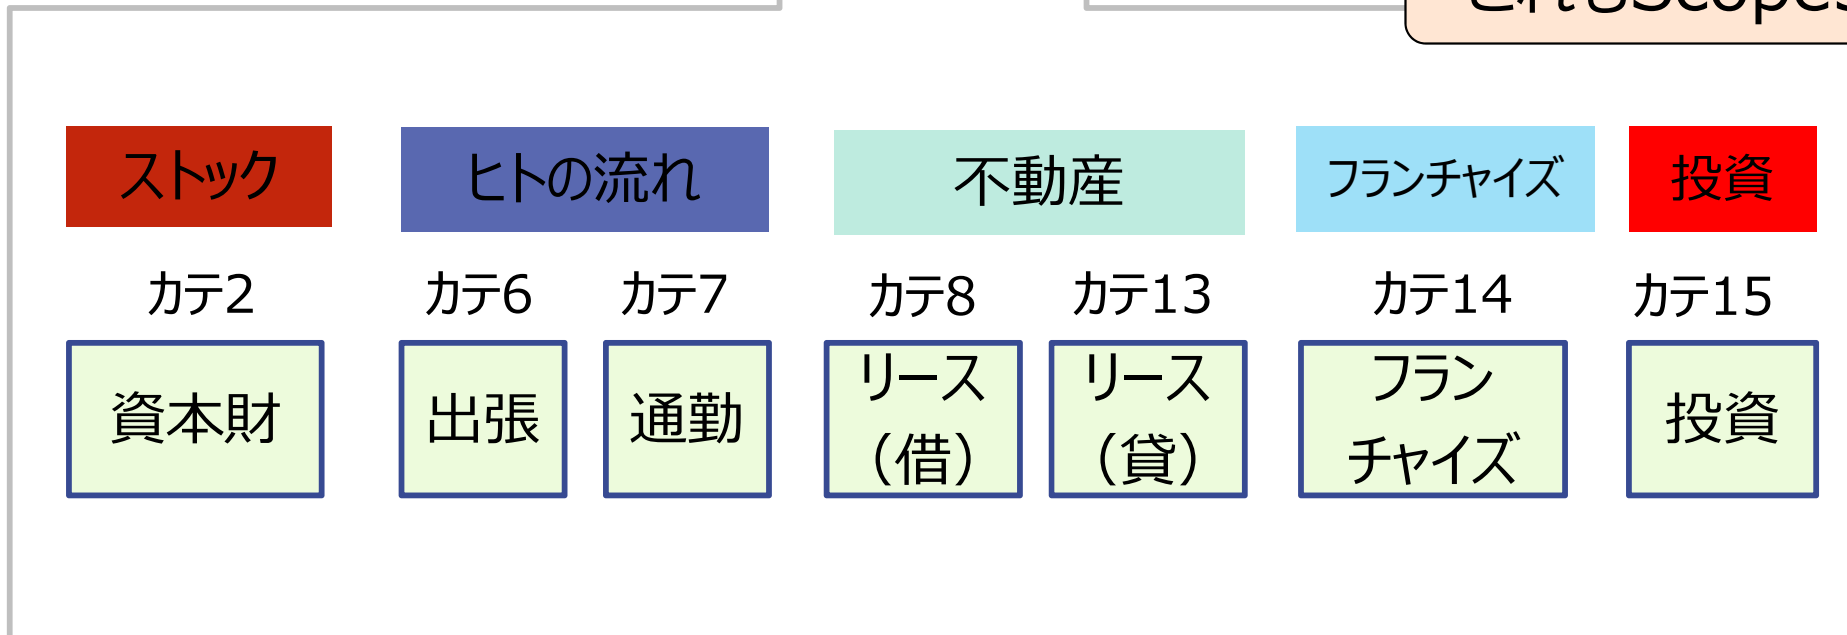 ストック
ヒトの流れ
不動産
フランチャイズ
投資
カテ2
カテ6
カテ7
カテ8
カテ13
カテ14
カテ15
資本財
出張
通勤
リース
（借）
リース
（貸）
フラン
チャイズ
投資